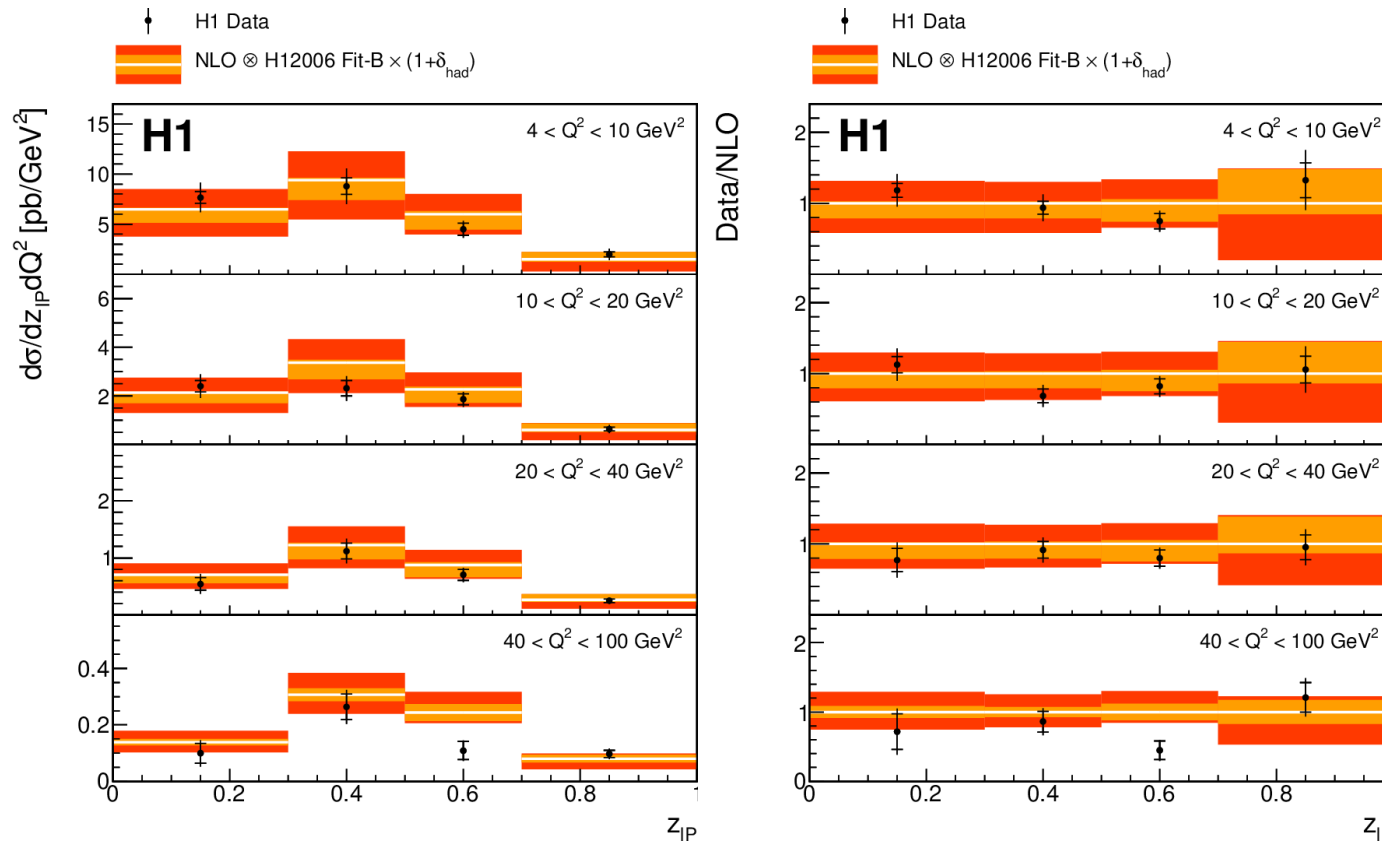 H1 Data
NLO ⊗ H12006 Fit-B × (1+δhad)
dσ/dz_IP dQ² [pb/GeV²]
H1
4 < Q² < 10 GeV²
15
10
5
10 < Q² < 20 GeV²
6
4
2
20 < Q² < 40 GeV²
2
1
40 < Q² < 100 GeV²
0.4
0.2
0
0 0.2 0.4 0.6 0.8 1
z_IP
H1 Data
NLO ⊗ H12006 Fit-B × (1+δhad)
Data/NLO
H1
4 < Q² < 10 GeV²
2
1
10 < Q² < 20 GeV²
2
1
20 < Q² < 40 GeV²
2
1
40 < Q² < 100 GeV²
2
1
0
0 0.2 0.4 0.6 0.8
z_I